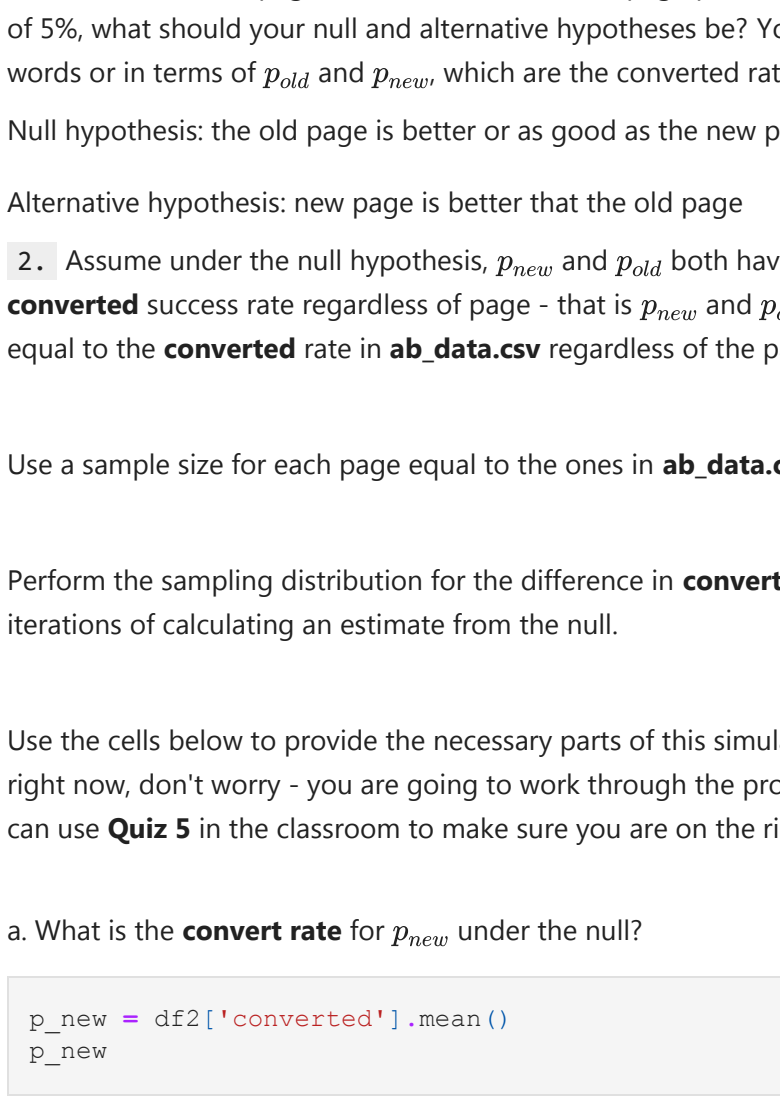 of 5%, what should your null and alternative hypotheses be? Yo
words or in terms of p_old and p_new, which are the converted rat
Null hypothesis: the old page is better or as good as the new p
Alternative hypothesis: new page is better that the old page
2. Assume under the null hypothesis, p_new and p_old both hav
converted success rate regardless of page - that is p_new and p
equal to the converted rate in ab_data.csv regardless of the p
Use a sample size for each page equal to the ones in ab_data.c
Perform the sampling distribution for the difference in convert
iterations of calculating an estimate from the null.
Use the cells below to provide the necessary parts of this simul
right now, don't worry - you are going to work through the pro
can use Quiz 5 in the classroom to make sure you are on the ri
a. What is the convert rate for p_new under the null?
p_new = df2['converted'].mean()
p_new